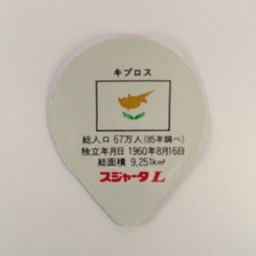 キプロス
総人口 67万人(85年調べ)
独立年月日 1960年8月16日
総面積 9,251km²
スジャータ L